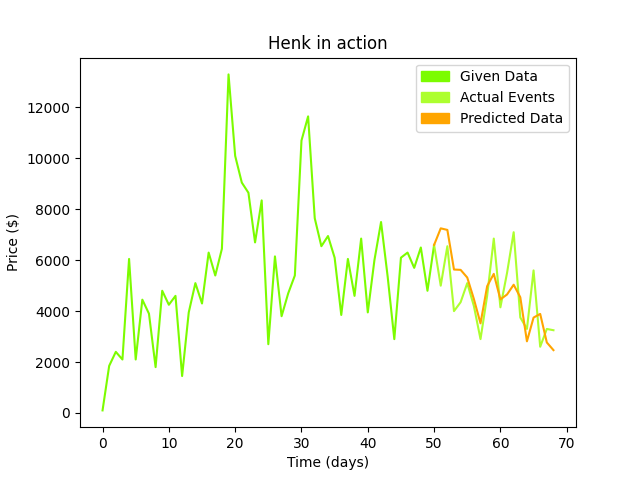 Henk in action
Given Data
Actual Events
Predicted Data
Price ($)
12000
10000
8000
6000
4000
2000
0
0 10 20 30 40 50 60 70
Time (days)